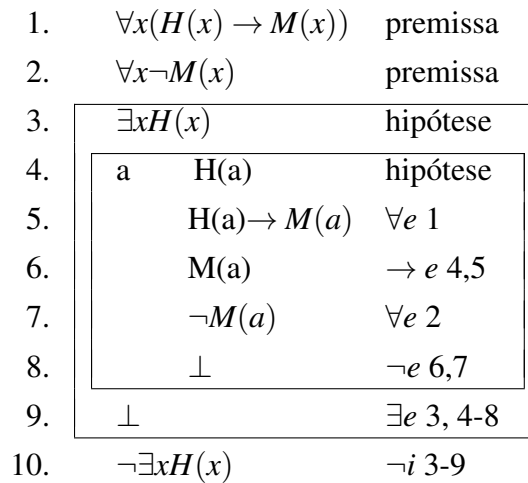 1. ∀x(H(x) → M(x)) premissa
2. ∀x¬M(x) premissa
3. ∃xH(x) hipótese
4. a H(a) hipótese
5. H(a)→ M(a) ∀e 1
6. M(a) → e 4,5
7. ¬M(a) ∀e 2
8. ⊥ ¬e 6,7
9. ⊥ ∃e 3, 4-8
10. ¬∃xH(x) ¬i 3-9